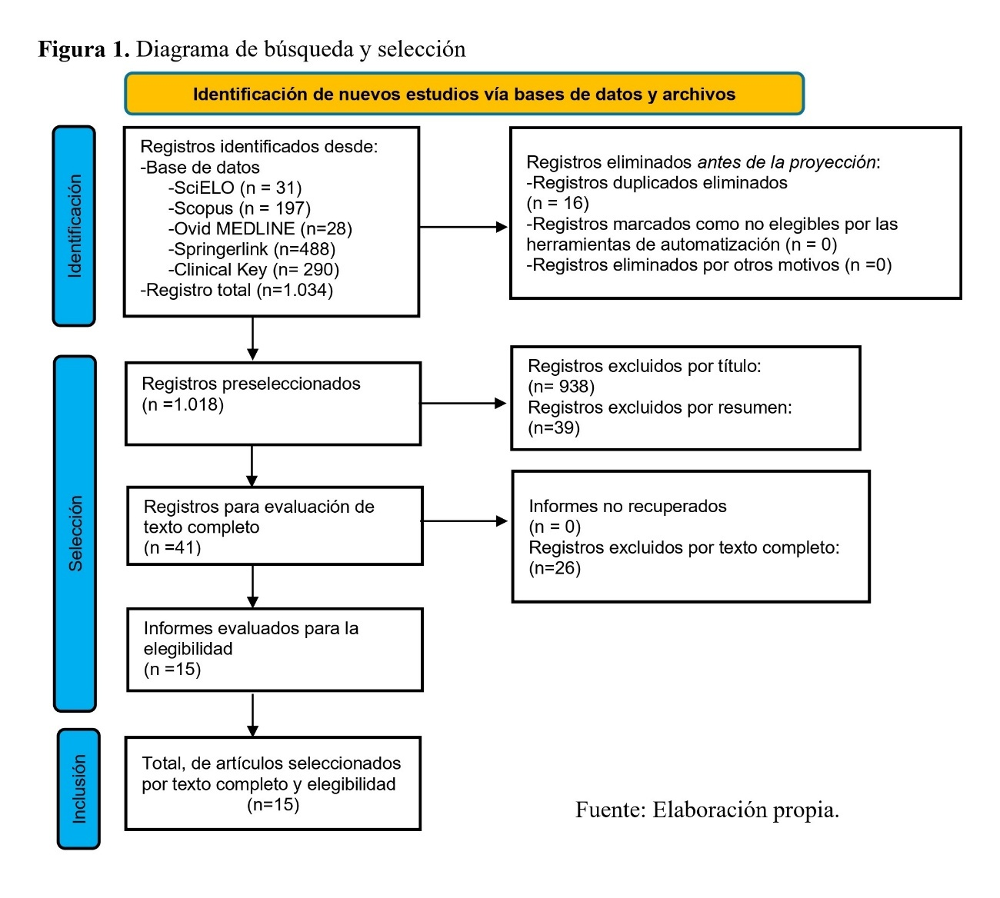 Figura 1. Diagrama de búsqueda y selección
Identificación de nuevos estudios vía bases de datos y archivos
Identificación
Registros identificados desde:
-Base de datos
-SciELO (n = 31)
-Scopus (n = 197)
-Ovid MEDLINE (n=28)
-Springerlink (n=488)
-Clinical Key (n= 290)
-Registro total (n=1.034)
Registros eliminados antes de la proyección:
-Registros duplicados eliminados
(n = 16)
-Registros marcados como no elegibles por las
herramientas de automatización (n = 0)
-Registros eliminados por otros motivos (n =0)
Selección
Registros preseleccionados
(n =1.018)
Registros excluidos por título:
(n= 938)
Registros excluidos por resumen:
(n=39)
Registros para evaluación de
texto completo
(n =41)
Informes no recuperados
(n = 0)
Registros excluidos por texto completo:
(n=26)
Informes evaluados para la
elegibilidad
(n =15)
Inclusión
Total, de artículos seleccionados
por texto completo y elegibilidad
(n=15)
Fuente: Elaboración propia.